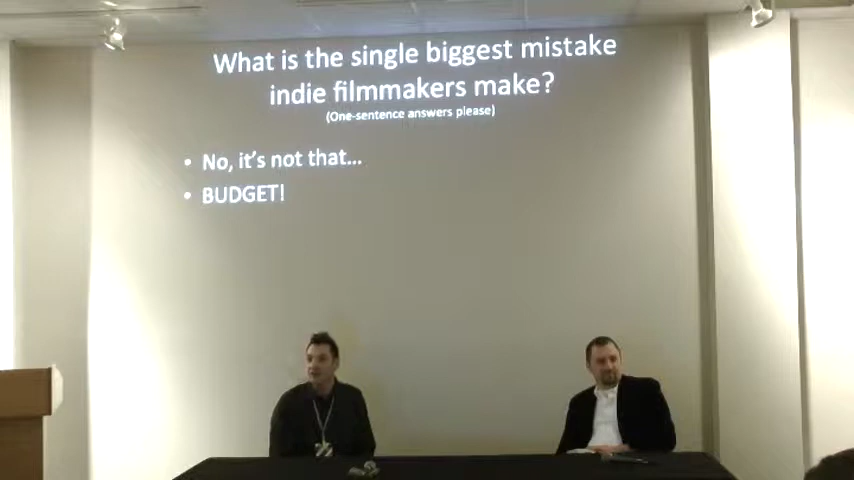 What is the single biggest mistake
indie filmmakers make?
(One-sentence answers please)
• No, it's not that...
• BUDGET!